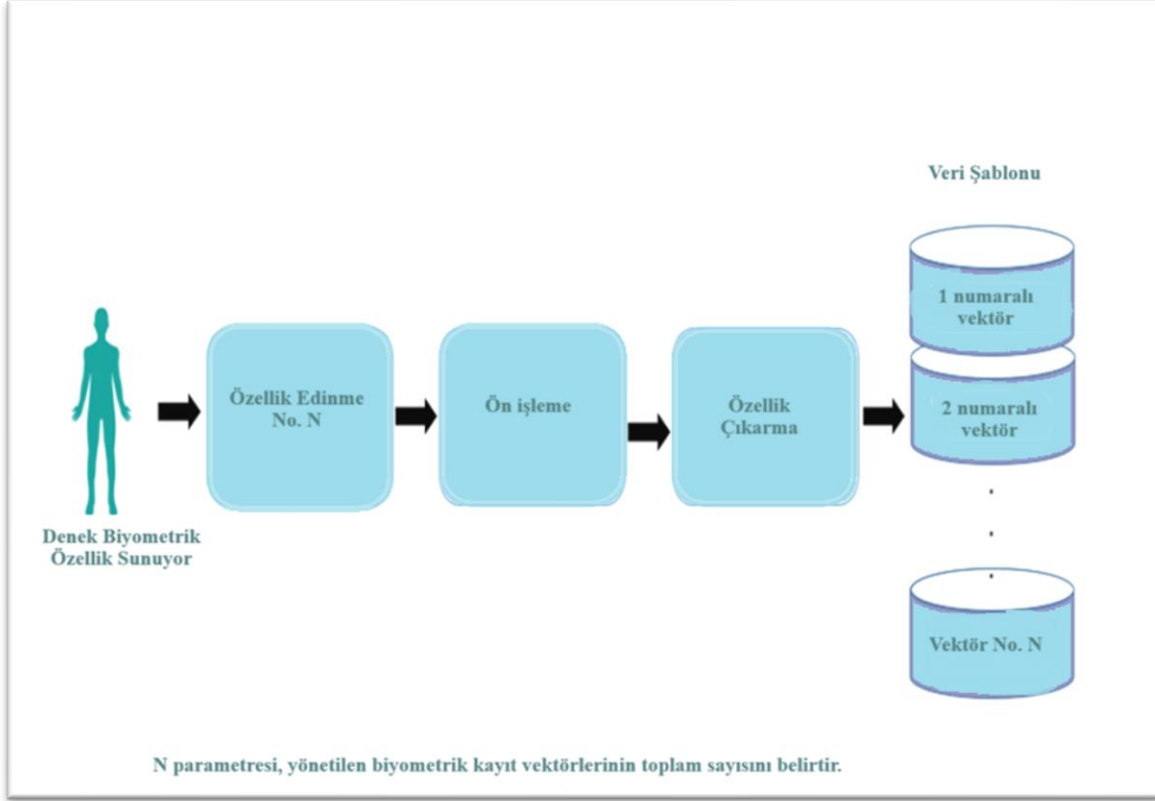 Veri Şablonu
1 numaralı
vektör
Özellik Edinme
No. N
Ön işleme
Özellik
Çıkarma
2 numaralı
vektör
Denek Biyometrik
Özellik Sunuyor
Vektör No. N
N parametresi, yönetilen biyometrik kayıt vektörlerinin toplam sayısını belirtir.